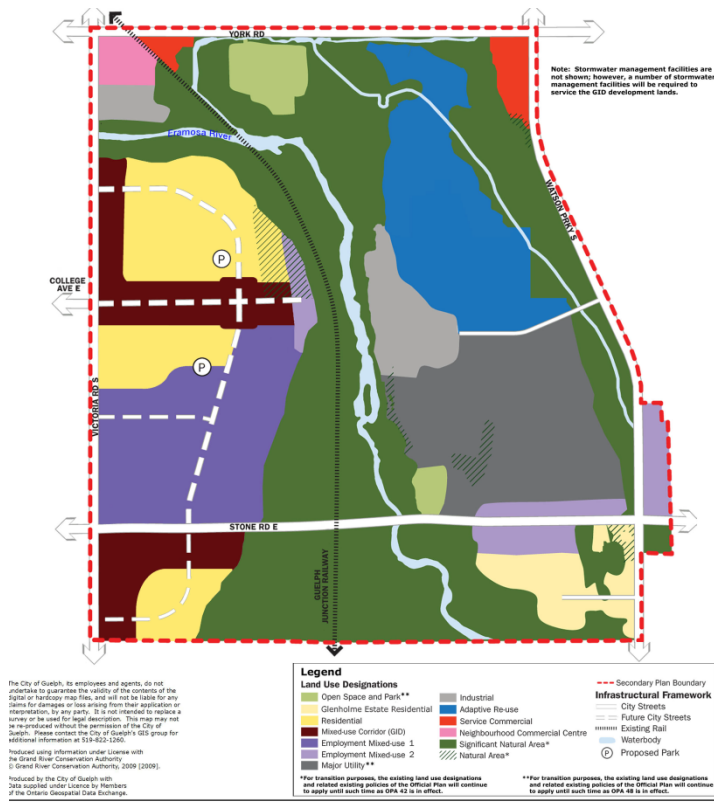 YORK RD
Note: Stormwater management facilities are
not shown; however, a number of stormwater
management facilities will be required to
service the GID development lands.
Eramosa River
WATSON PRKY S
P
COLLEGE
AVE E
P
VICTORIA RD S
STONE RD E
GUELPH
JUNCTION RAILWAY
The City of Guelph, its employees and agents, do not
undertake to guarantee the validity of the contents of the
digital or hardcopy map files, and will not be liable for any
claims for damages or loss arising from their application or
interpretation, by any party. It is not intended to replace a
survey or be used for legal description. This map may not
be re-produced without the permission of the City of
Guelph. Please contact the City of Guelph's GIS group for
additional information at 519-822-1260.
Produced using information under License with
the Grand River Conservation Authority
© Grand River Conservation Authority, 2009 [2009].
Produced by the City of Guelph with
Data supplied under Licence by Members
of the Ontario Geospatial Data Exchange.
Legend
Land Use Designations
Open Space and Park**
Glenholme Estate Residential
Residential
Mixed-use Corridor (GID)
Employment Mixed-use 1
Employment Mixed-use 2
Major Utility**
Industrial
Adaptive Re-use
Service Commercial
Neighbourhood Commercial Centre
Significant Natural Area*
Natural Area*
Secondary Plan Boundary
Infrastructural Framework
City Streets
Future City Streets
Existing Rail
Waterbody
P Proposed Park
*For transition purposes, the existing land use designations
and related existing policies of the Official Plan will continue
to apply until such time as OPA 42 is in effect.
**For transition purposes, the existing land use designations
and related existing policies of the Official Plan will continue
to apply until such time as OPA 48 is in effect.